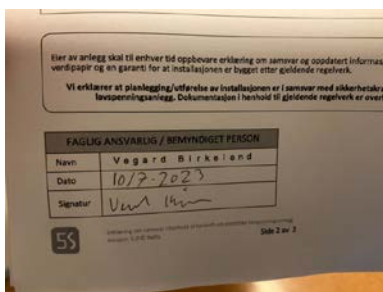 Eier av anlegg skal til enhver tid oppbevare erklæring om samsvar og oppdatert informas
verdipapir og en garanti for at installasjonen er bygget etter gjeldende regelverk.
Vi erklærer at planlegging/utførelse av installasjonen er i samsvar med sikkerhetskra
lavspenningsanlegg. Dokumentasjon i henhold til gjeldende regelverk er over
FAGLIG ANSVARLIG / BEMYNDIGET PERSON
Navn Vegard Birkelond
Dato 10/7-2023
Signatur
Side 2 av 2